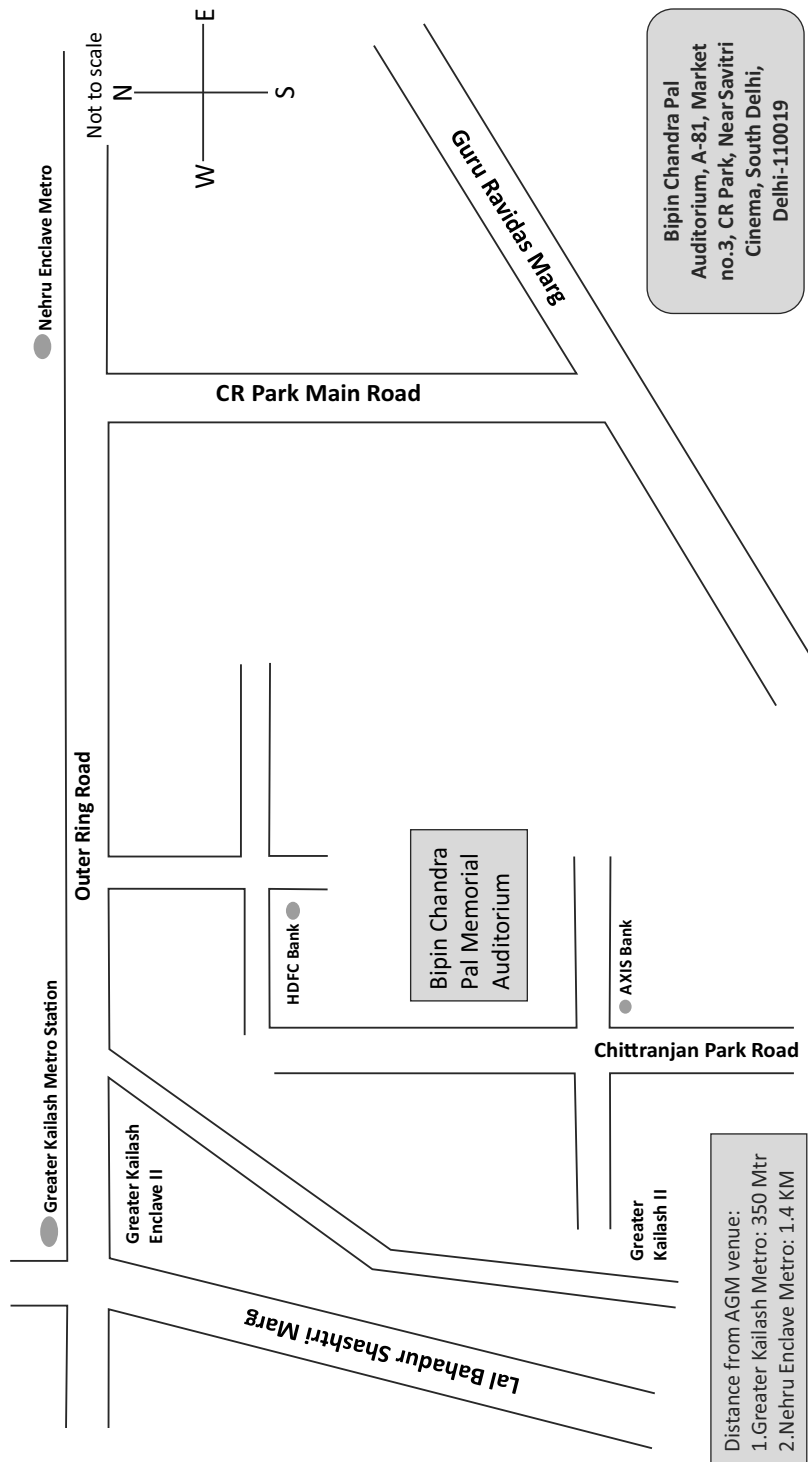 Greater Kailash Metro Station
Nehru Enclave Metro
Not to scale
N
E
W
S
Outer Ring Road
Greater Kailash
Enclave II
HDFC Bank
CR Park Main Road
Guru Ravidas Marg
Lal Bahadur Shashtri Marg
Bipin Chandra
Pal Memorial
Auditorium
Greater
Kailash II
AXIS Bank
Chittranjan Park Road
Distance from AGM venue:
1.Greater Kailash Metro: 350 Mtr
2.Nehru Enclave Metro: 1.4 KM
Bipin Chandra Pal
Auditorium, A-81, Market
no.3, CR Park, Near Savitri
Cinema, South Delhi,
Delhi-110019